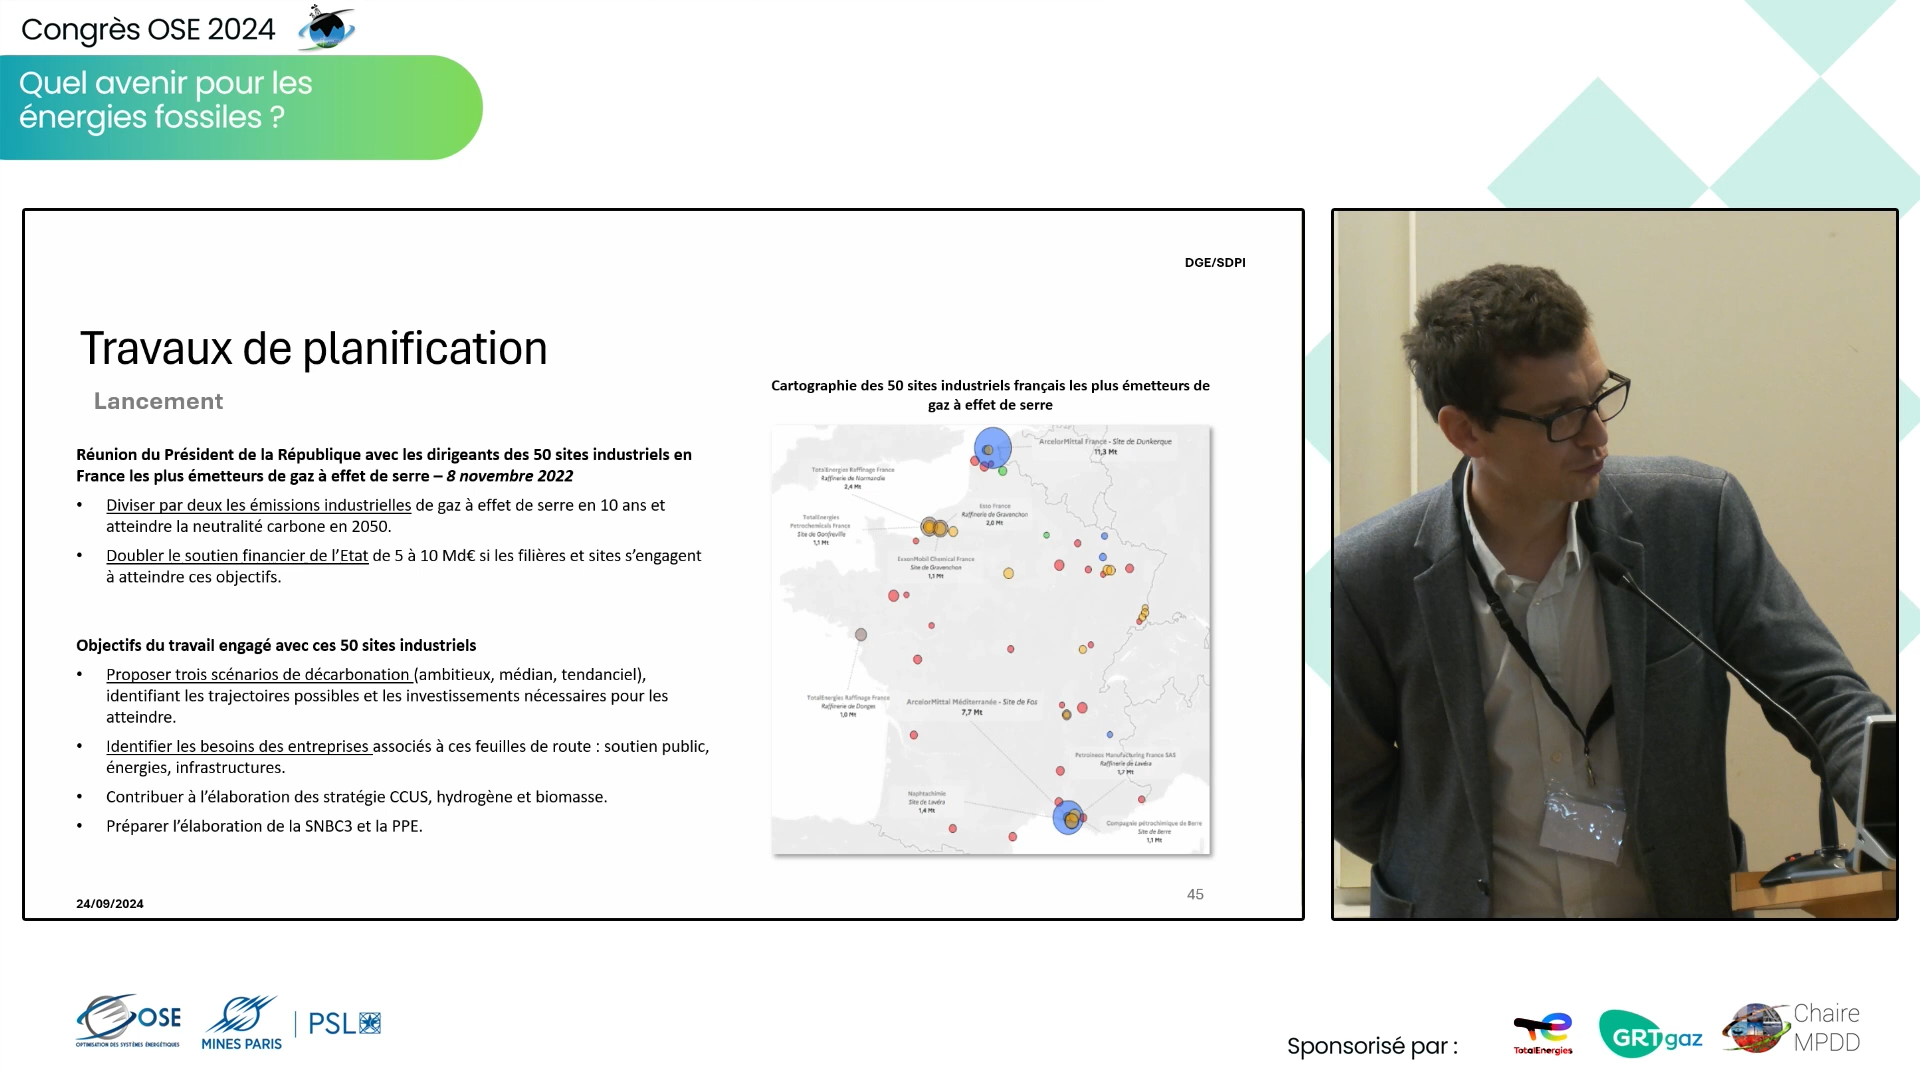 Congrès OSE 2024
Quel avenir pour les
énergies fossiles ?
DGE/SDPI
Travaux de planification
Lancement
Réunion du Président de la République avec les dirigeants des 50 sites industriels en
France les plus émetteurs de gaz à effet de serre – 8 novembre 2022
• Diviser par deux les émissions industrielles de gaz à effet de serre en 10 ans et
atteindre la neutralité carbone en 2050.
• Doubler le soutien financier de l’Etat de 5 à 10 Md€ si les filières et sites s’engagent
à atteindre ces objectifs.
Objectifs du travail engagé avec ces 50 sites industriels
• Proposer trois scénarios de décarbonation (ambitieux, médian, tendanciel),
identifiant les trajectoires possibles et les investissements nécessaires pour les
atteindre.
• Identifier les besoins des entreprises associés à ces feuilles de route : soutien public,
énergies, infrastructures.
• Contribuer à l’élaboration des stratégie CCUS, hydrogène et biomasse.
• Préparer l’élaboration de la SNBC3 et la PPE.
24/09/2024
Cartographie des 50 sites industriels français les plus émetteurs de
gaz à effet de serre
ArcelorMittal France - Site de Dunkerque
11,3 Mt
TotalEnergies Raffinage France
Raffinerie de Normandie
2,4 Mt
Esso France
Raffinerie de Gravenchon
2,0 Mt
TotalEnergies
Petrochemicals France
Site de Gonfreville
1,1 Mt
ExxonMobil Chemical France
Site de Gravenchon
1,1 Mt
TotalEnergies Raffinage France
Raffinerie de Donges
1,0 Mt
ArcelorMittal Méditerranée - Site de Fos
7,7 Mt
Petroineos Manufacturing France SAS
Raffinerie de Lavéra
1,7 Mt
Naphtachimie
Site de Lavéra
1,4 Mt
Compagnie pétrochimique de Berre
Site de Berre
1,1 Mt
45
OSE
OPTIMISATION DES SYSTÈMES ÉNERGÉTIQUES
MINES PARIS
PSL
Sponsorisé par :
TotalEnergies
GRTgaz
Chaire
MPDD